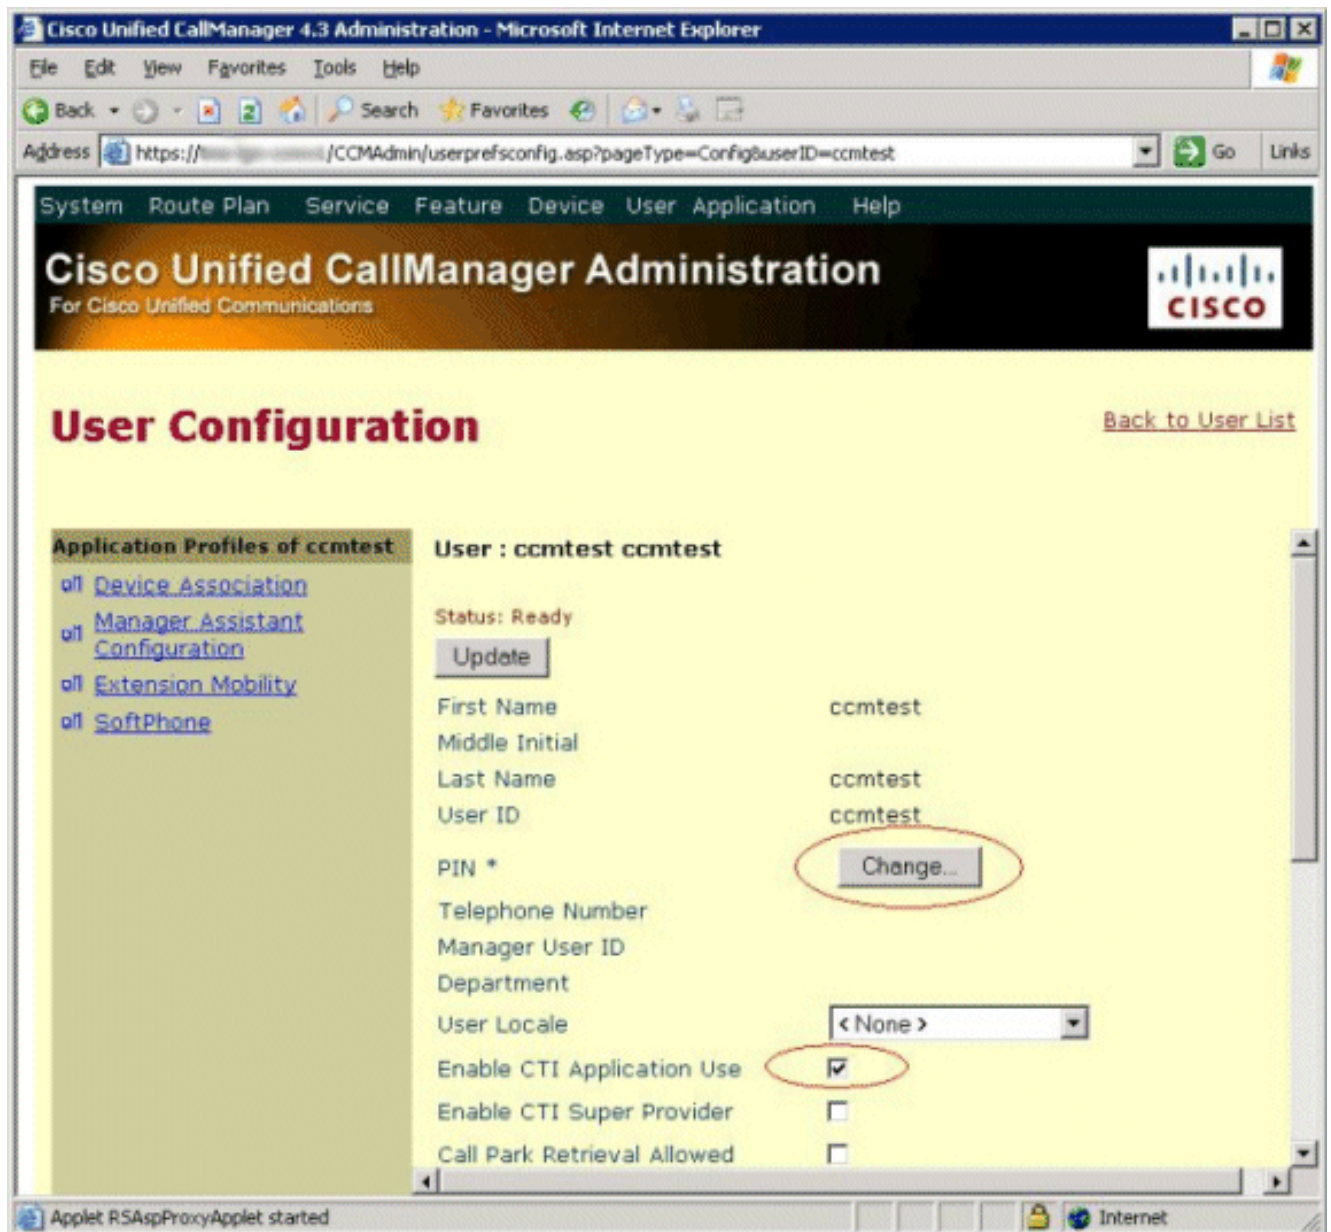 Cisco Unified CallManager 4.3 Administration - Microsoft Internet Explorer
File Edit View Favorites Tools Help
Back Search Favorites
Address https:// /CCMAdmin/userprefsconfig.asp?pageType=Config&userID=ccmtest Go Links
System Route Plan Service Feature Device User Application Help
Cisco Unified CallManager Administration
For Cisco Unified Communications
CISCO
User Configuration
Back to User List
Application Profiles of ccmtest
Device Association
Manager Assistant
Configuration
Extension Mobility
SoftPhone
User : ccmtest ccmtest
Status: Ready
Update
First Name ccmtest
Middle Initial
Last Name ccmtest
User ID ccmtest
PIN * Change...
Telephone Number
Manager User ID
Department
User Locale < None >
Enable CTI Application Use
Enable CTI Super Provider
Call Park Retrieval Allowed
Applet RSAspProxyApplet started Internet